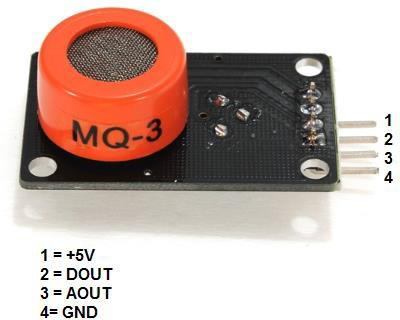 MQ-3
1
2
3
4
1 = +5V
2 = DOUT
3 = AOUT
4= GND